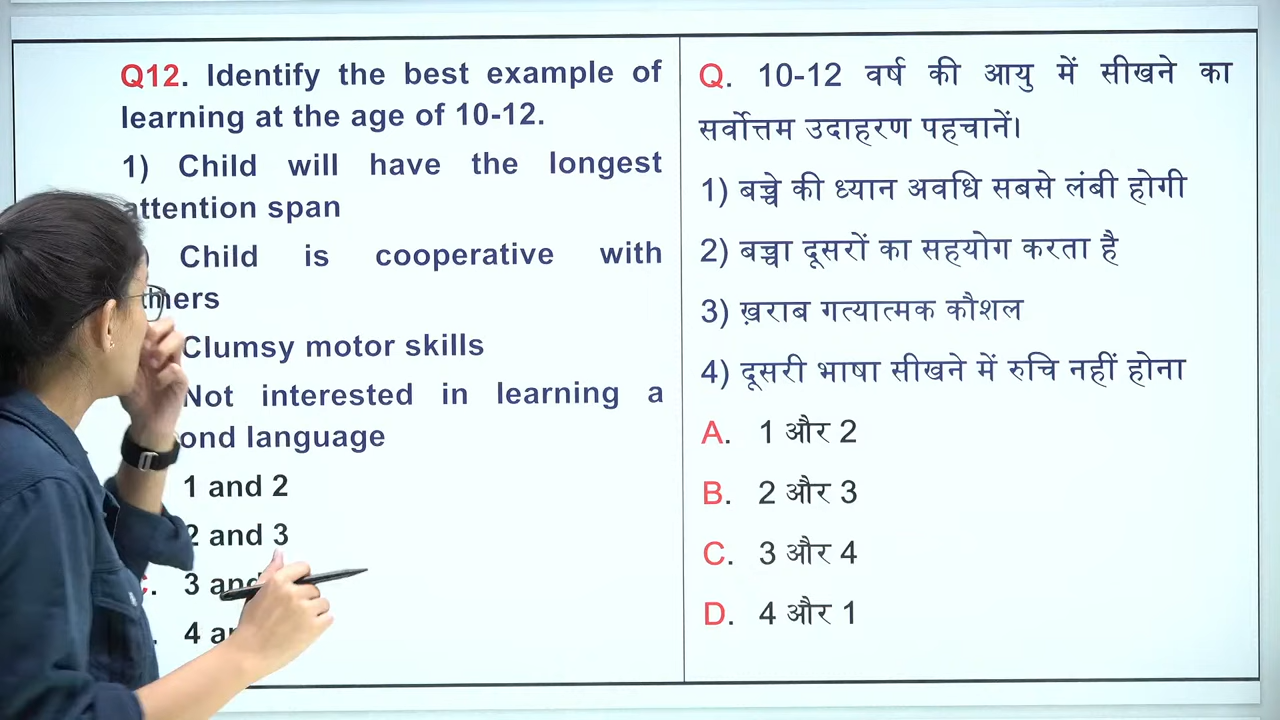 Q12. Identify the best example of
learning at the age of 10-12.
1) Child will have the longest
attention span
Child is cooperative with
Clumsy motor skills
Not interested in learning a
language
1 and 2
2 and 3
3
4
Q. 10-12 वर्ष की आयु में सीखने का
सर्वोत्तम उदाहरण पहचानें।
1) बच्चे की ध्यान अवधि सबसे लंबी होगी
2) बच्चा दूसरों का सहयोग करता है
3) ख़राब गत्यात्मक कौशल
4) दूसरी भाषा सीखने में रुचि नहीं होना
A. 1 और 2
B. 2 और 3
C. 3 और 4
D. 4 और 1